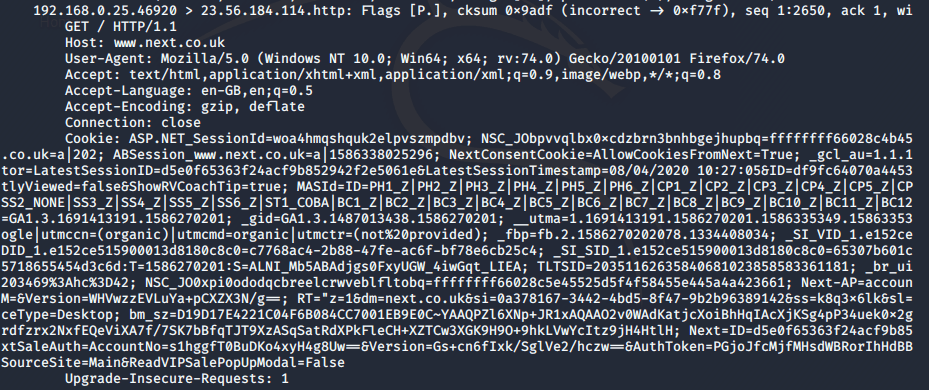 192.168.0.25.46920 > 23.56.184.114.http: Flags [P.], cksum 0×9adf (incorrect → 0×f77f), seq 1:2650, ack 1, wi
GET / HTTP/1.1
Host: www.next.co.uk
User-Agent: Mozilla/5.0 (Windows NT 10.0; Win64; x64; rv:74.0) Gecko/20100101 Firefox/74.0
Accept: text/html,application/xhtml+xml,application/xml;q=0.9,image/webp,*/*;q=0.8
Accept-Language: en-GB,en;q=0.5
Accept-Encoding: gzip, deflate
Connection: close
Cookie: ASP.NET_SessionId=woa4hmqshquk2elpvszmpdbv; NSC_JObpvvqlbx0×cdzbrn3bnhbgejhupbq=ffffffff66028c4b45
.co.uk=a|202; ABSession_www.next.co.uk=a|1586338025296; NextConsentCookie=AllowCookiesFromNext=True; _gcl_au=1.1.1
tor=LatestSessionID=d5e0f65363f24acf9b852942f2e5061e&LatestSessionTimestamp=08/04/2020 10:27:05&ID=df9fc64070a4453
tlyViewed=false&ShowRVCoachTip=true; MASId=ID=PH1_Z|PH2_Z|PH3_Z|PH4_Z|PH5_Z|PH6_Z|CP1_Z|CP2_Z|CP3_Z|CP4_Z|CP5_Z|CP
SS2_NONE|SS3_Z|SS4_Z|SS5_Z|SS6_Z|ST1_COBA|BC1_Z|BC2_Z|BC3_Z|BC4_Z|BC5_Z|BC6_Z|BC7_Z|BC8_Z|BC9_Z|BC10_Z|BC11_Z|BC12
=GA1.3.1691413191.1586270201; _gid=GA1.3.1487013438.1586270201; __utma=1.1691413191.1586270201.1586335349.15863353
ogle|utmccn=(organic)|utmcmd=organic|utmctr=(not%20provided); _fbp=fb.2.1586270202078.1334408034; _SI_VID_1.e152ce
DID_1.e152ce515900013d8180c8c0=c7768ac4-2b88-47fe-ac6f-bf78e6cb25c4; _SI_SID_1.e152ce515900013d8180c8c0=65307b601c
5718655454d3c6d:T=1586270201:S=ALNI_Mb5ABAdjgs0FxyUGW_4iwGqt_LIEA; TLTSID=20351162635840681023858583361181; _br_ui
203469%3Ahc%3D42; NSC_JO0xpi0ododqcbreelcrwveblfltobq=ffffffffc5e45525d5f4f58455e445a4a423661; Next-AP=accoun
M=&Version=WHVwzzEVLuYa+pCXZX3N/g==; RT="z=1&dm=next.co.uk&si=0a378167-3442-4bd5-8f47-9b2b96389142&ss=k8q3×6lk&sl=
ceType=Desktop; bm_sz=D19D17E4221C04F6B084CC7001EB9E0C~YAAQPZl6XNp+JR1xAQAAO2v0WAdKatjcXoiBhHqIAcXjKSg4pP34uek0×2g
rdfzrx2NxfEQeViXA7f/7SK7bBfqTJT9XzASqSatRdXPkFleCH+XZTCw3XGK9H9O+9hkLVwYcItz9jH4HtlH; Next=ID=d5e0f65363f24acf9b85
xtSaleAuth=AccountNo=s1hggfT0BuDKo4xyH4g8Uw==&Version=Gs+cn6fIxk/SglVe2/hczw==&AuthToken=PGjoJfcMjfMHsdWBRorIhHdBB
SourceSite=Main&ReadVIPSalePopUpModal=False
Upgrade-Insecure-Requests: 1